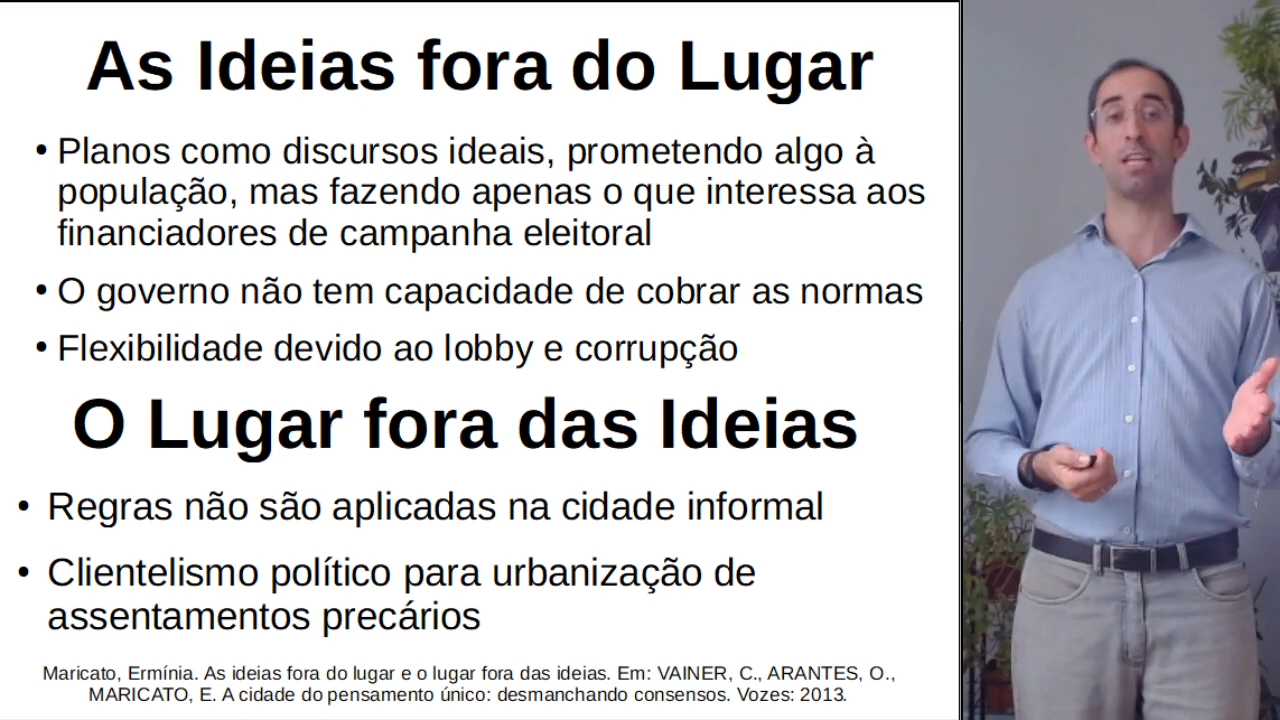 As Ideias fora do Lugar
• Planos como discursos ideais, prometendo algo à
população, mas fazendo apenas o que interessa aos
financiadores de campanha eleitoral
• O governo não tem capacidade de cobrar as normas
• Flexibilidade devido ao lobby e corrupção
O Lugar fora das Ideias
• Regras não são aplicadas na cidade informal
• Clientelismo político para urbanização de
assentamentos precários
Maricato, Ermínia. As ideias fora do lugar e o lugar fora das ideias. Em: VAINER, C., ARANTES, O.,
MARICATO, E. A cidade do pensamento único: desmanchando consensos. Vozes: 2013.